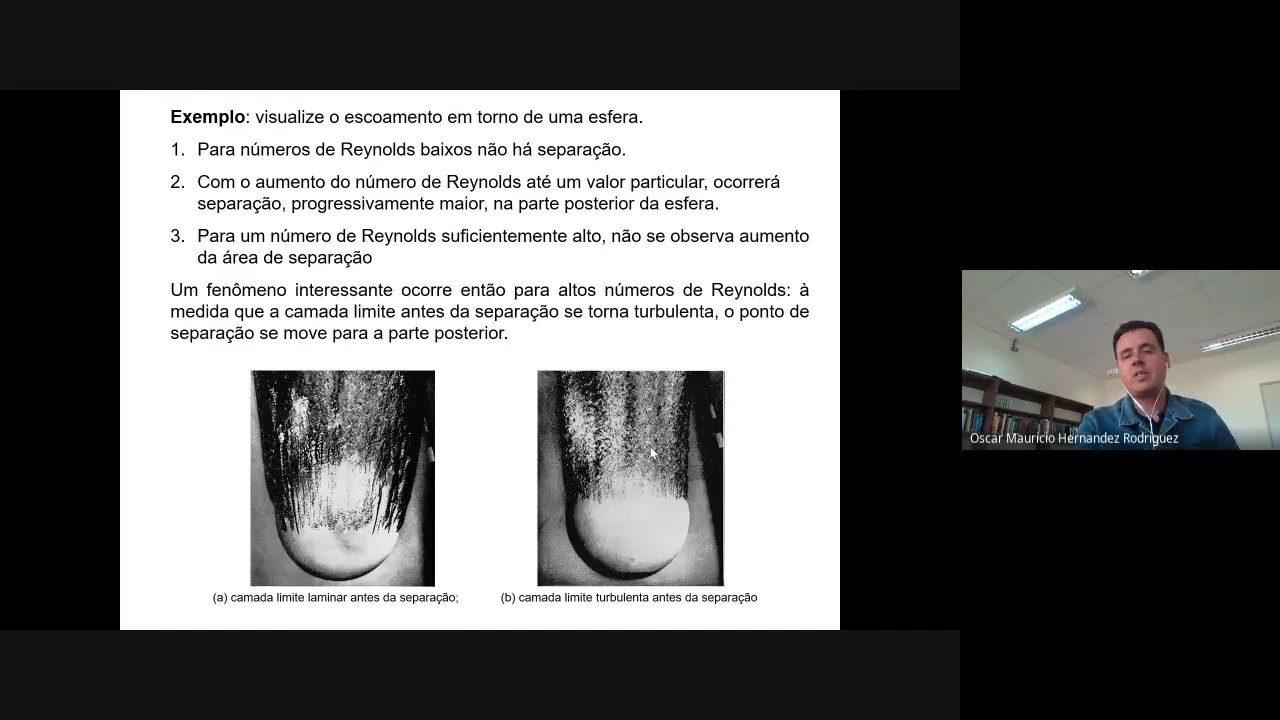 Exemplo: visualize o escoamento em torno de uma esfera.
1. Para números de Reynolds baixos não há separação.
2. Com o aumento do número de Reynolds até um valor particular, ocorrerá
separação, progressivamente maior, na parte posterior da esfera.
3. Para um número de Reynolds suficientemente alto, não se observa aumento
da área de separação
Um fenômeno interessante ocorre então para altos números de Reynolds: à
medida que a camada limite antes da separação se torna turbulenta, o ponto de
separação se move para a parte posterior.
(a) camada limite laminar antes da separação;
(b) camada limite turbulenta antes da separação
Oscar Mauricio Hernandez Rodriguez